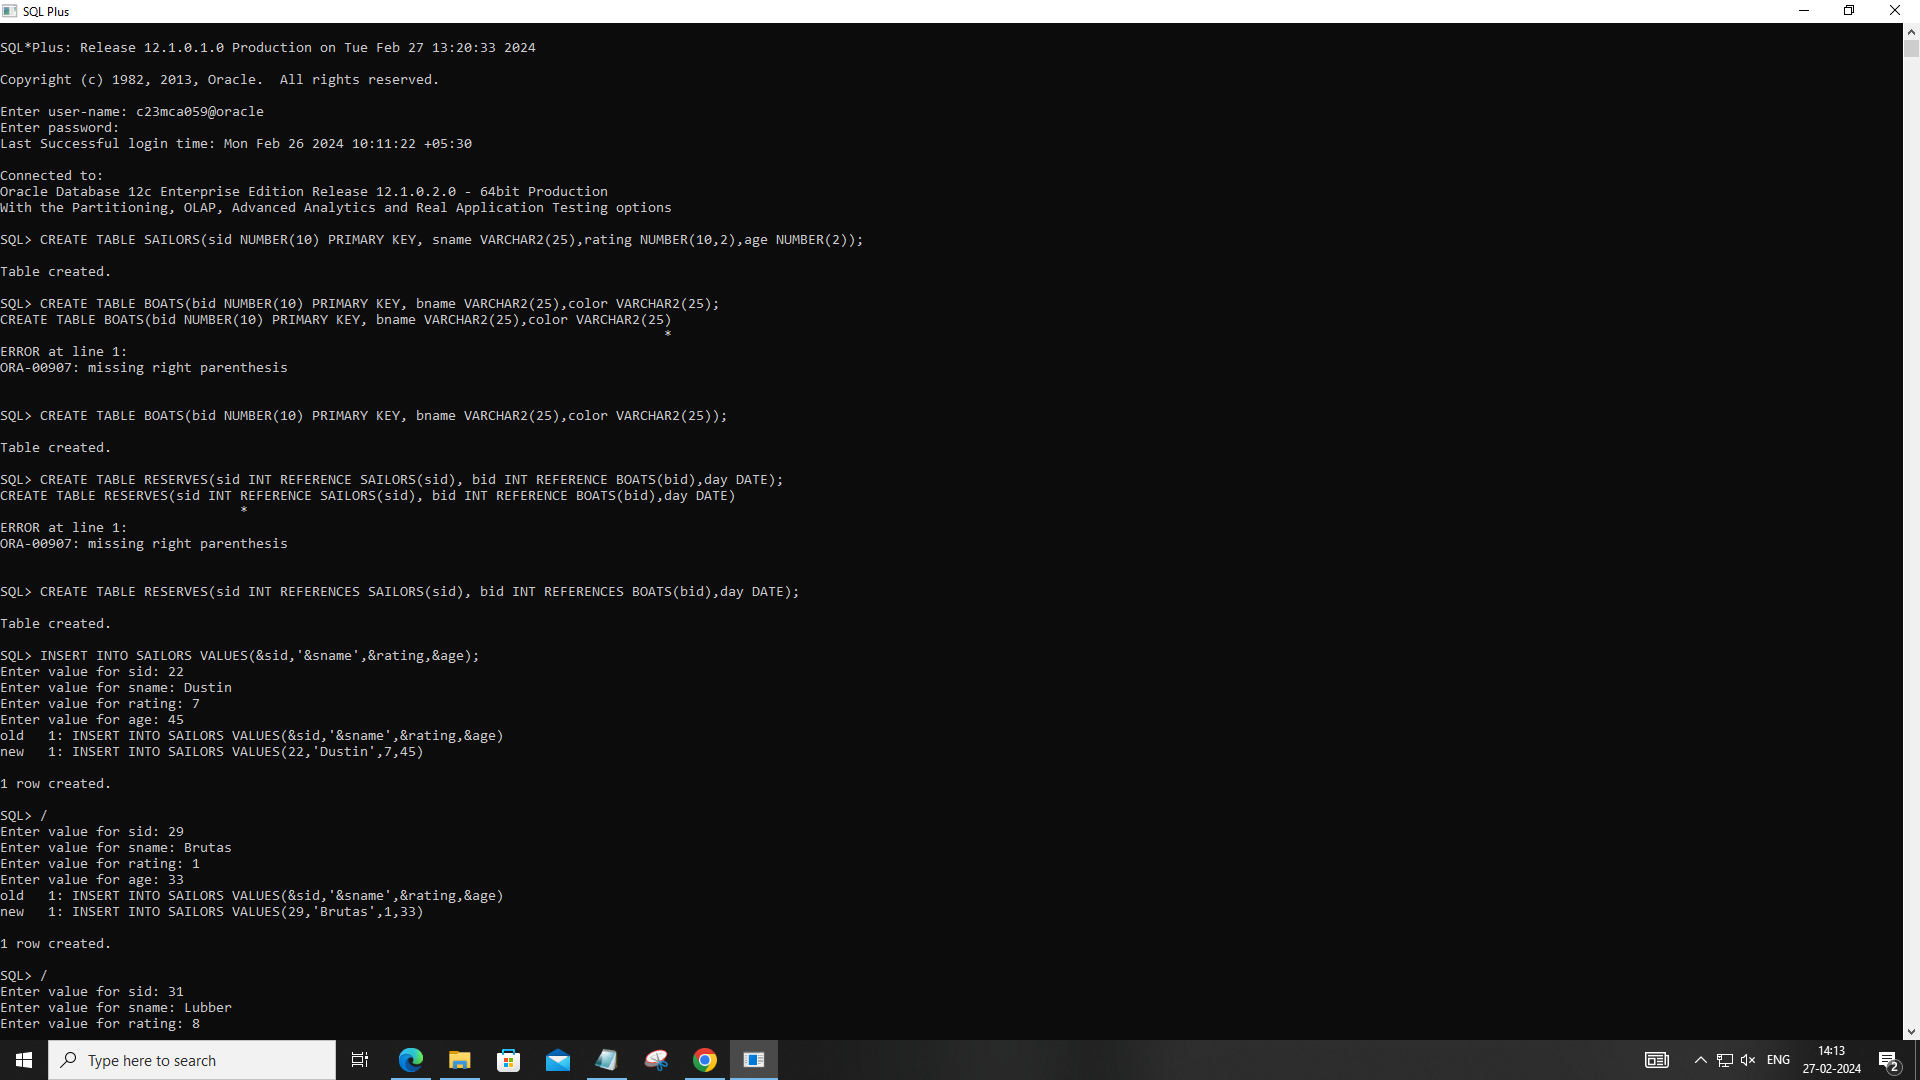 SQL Plus
SQL*Plus: Release 12.1.0.1.0 Production on Tue Feb 27 13:20:33 2024
Copyright (c) 1982, 2013, Oracle.  All rights reserved.
Enter user-name: c23mca059@oracle
Enter password:
Last Successful login time: Mon Feb 26 2024 10:11:22 +05:30
Connected to:
Oracle Database 12c Enterprise Edition Release 12.1.0.2.0 - 64bit Production
With the Partitioning, OLAP, Advanced Analytics and Real Application Testing options
SQL> CREATE TABLE SAILORS(sid NUMBER(10) PRIMARY KEY, sname VARCHAR2(25),rating NUMBER(10,2),age NUMBER(2));
Table created.
SQL> CREATE TABLE BOATS(bid NUMBER(10) PRIMARY KEY, bname VARCHAR2(25),color VARCHAR2(25);
CREATE TABLE BOATS(bid NUMBER(10) PRIMARY KEY, bname VARCHAR2(25),color VARCHAR2(25)
*
ERROR at line 1:
ORA-00907: missing right parenthesis
SQL> CREATE TABLE BOATS(bid NUMBER(10) PRIMARY KEY, bname VARCHAR2(25),color VARCHAR2(25));
Table created.
SQL> CREATE TABLE RESERVES(sid INT REFERENCE SAILORS(sid), bid INT REFERENCE BOATS(bid),day DATE);
CREATE TABLE RESERVES(sid INT REFERENCE SAILORS(sid), bid INT REFERENCE BOATS(bid),day DATE)
*
ERROR at line 1:
ORA-00907: missing right parenthesis
SQL> CREATE TABLE RESERVES(sid INT REFERENCES SAILORS(sid), bid INT REFERENCES BOATS(bid),day DATE);
Table created.
SQL> INSERT INTO SAILORS VALUES(&sid,'&sname',&rating,&age);
Enter value for sid: 22
Enter value for sname: Dustin
Enter value for rating: 7
Enter value for age: 45
old   1: INSERT INTO SAILORS VALUES(&sid,'&sname',&rating,&age)
new   1: INSERT INTO SAILORS VALUES(22,'Dustin',7,45)
1 row created.
SQL> /
Enter value for sid: 29
Enter value for sname: Brutas
Enter value for rating: 1
Enter value for age: 33
old   1: INSERT INTO SAILORS VALUES(&sid,'&sname',&rating,&age)
new   1: INSERT INTO SAILORS VALUES(29,'Brutas',1,33)
1 row created.
SQL> /
Enter value for sid: 31
Enter value for sname: Lubber
Enter value for rating: 8
Type here to search
ENG
14:13
27-02-2024
2